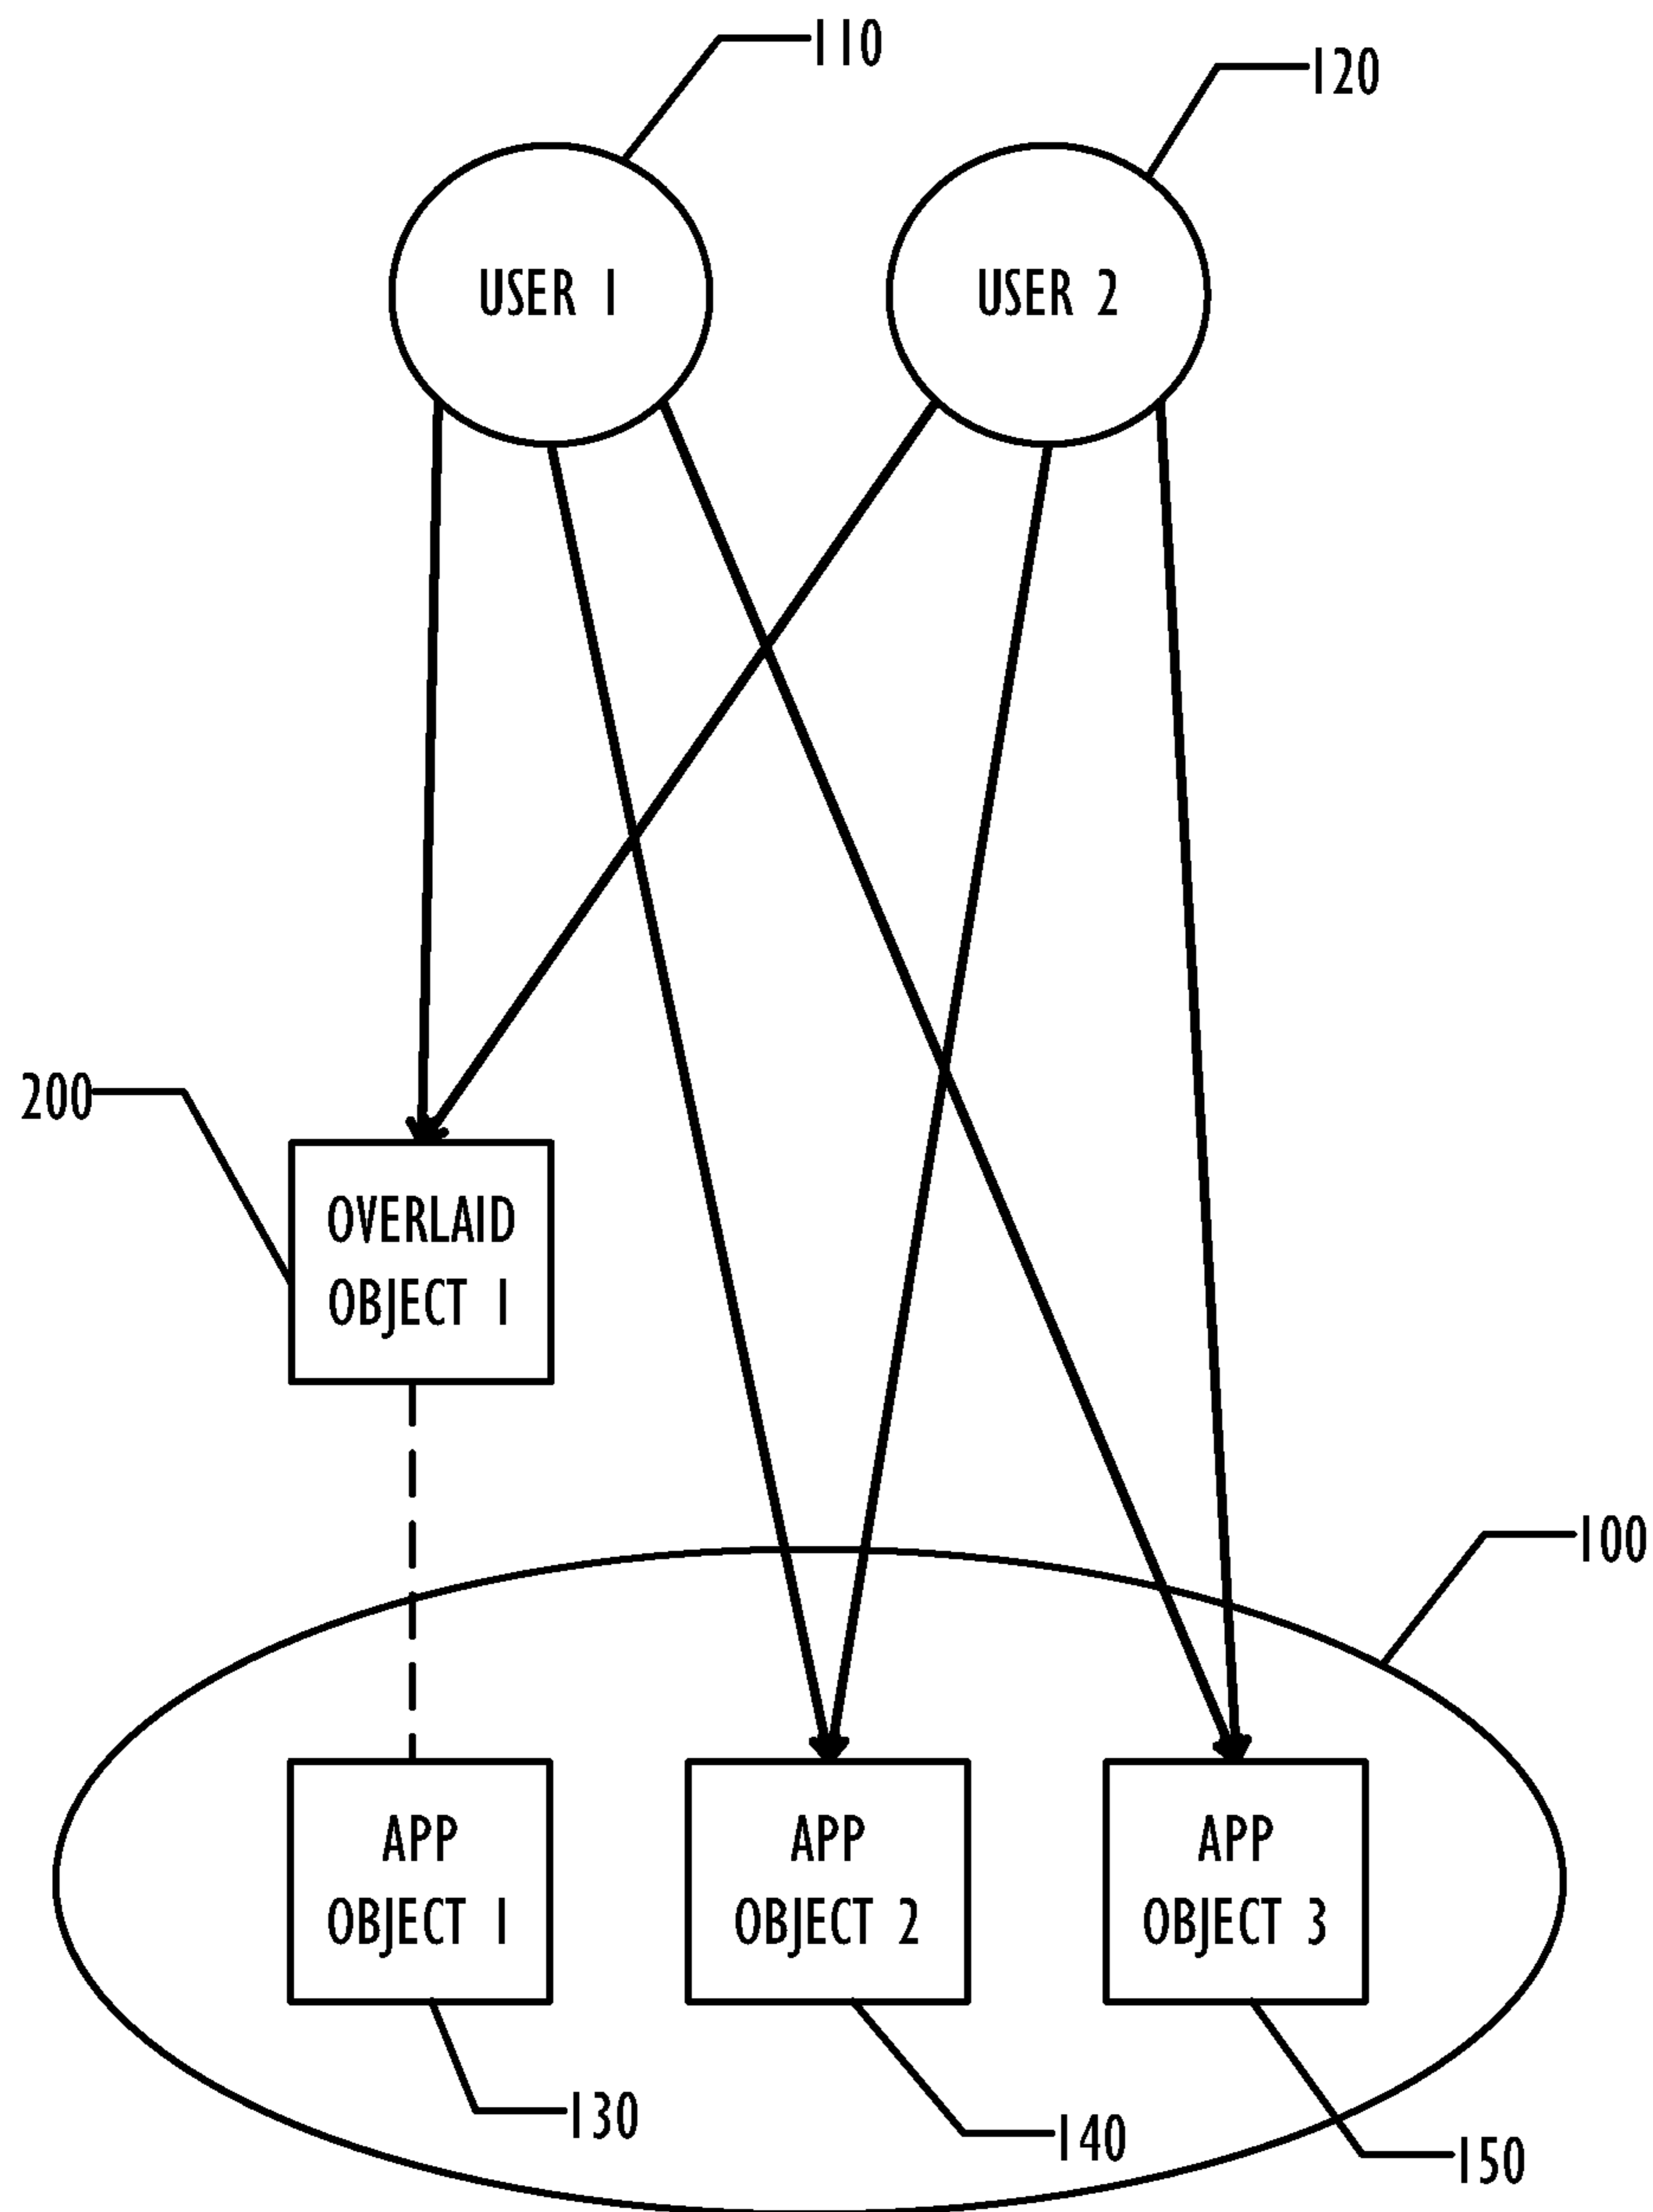 110
120
USER 1
USER 2
200
OVERLAID
OBJECT 1
100
APP
OBJECT 1
APP
OBJECT 2
APP
OBJECT 3
130
140
150